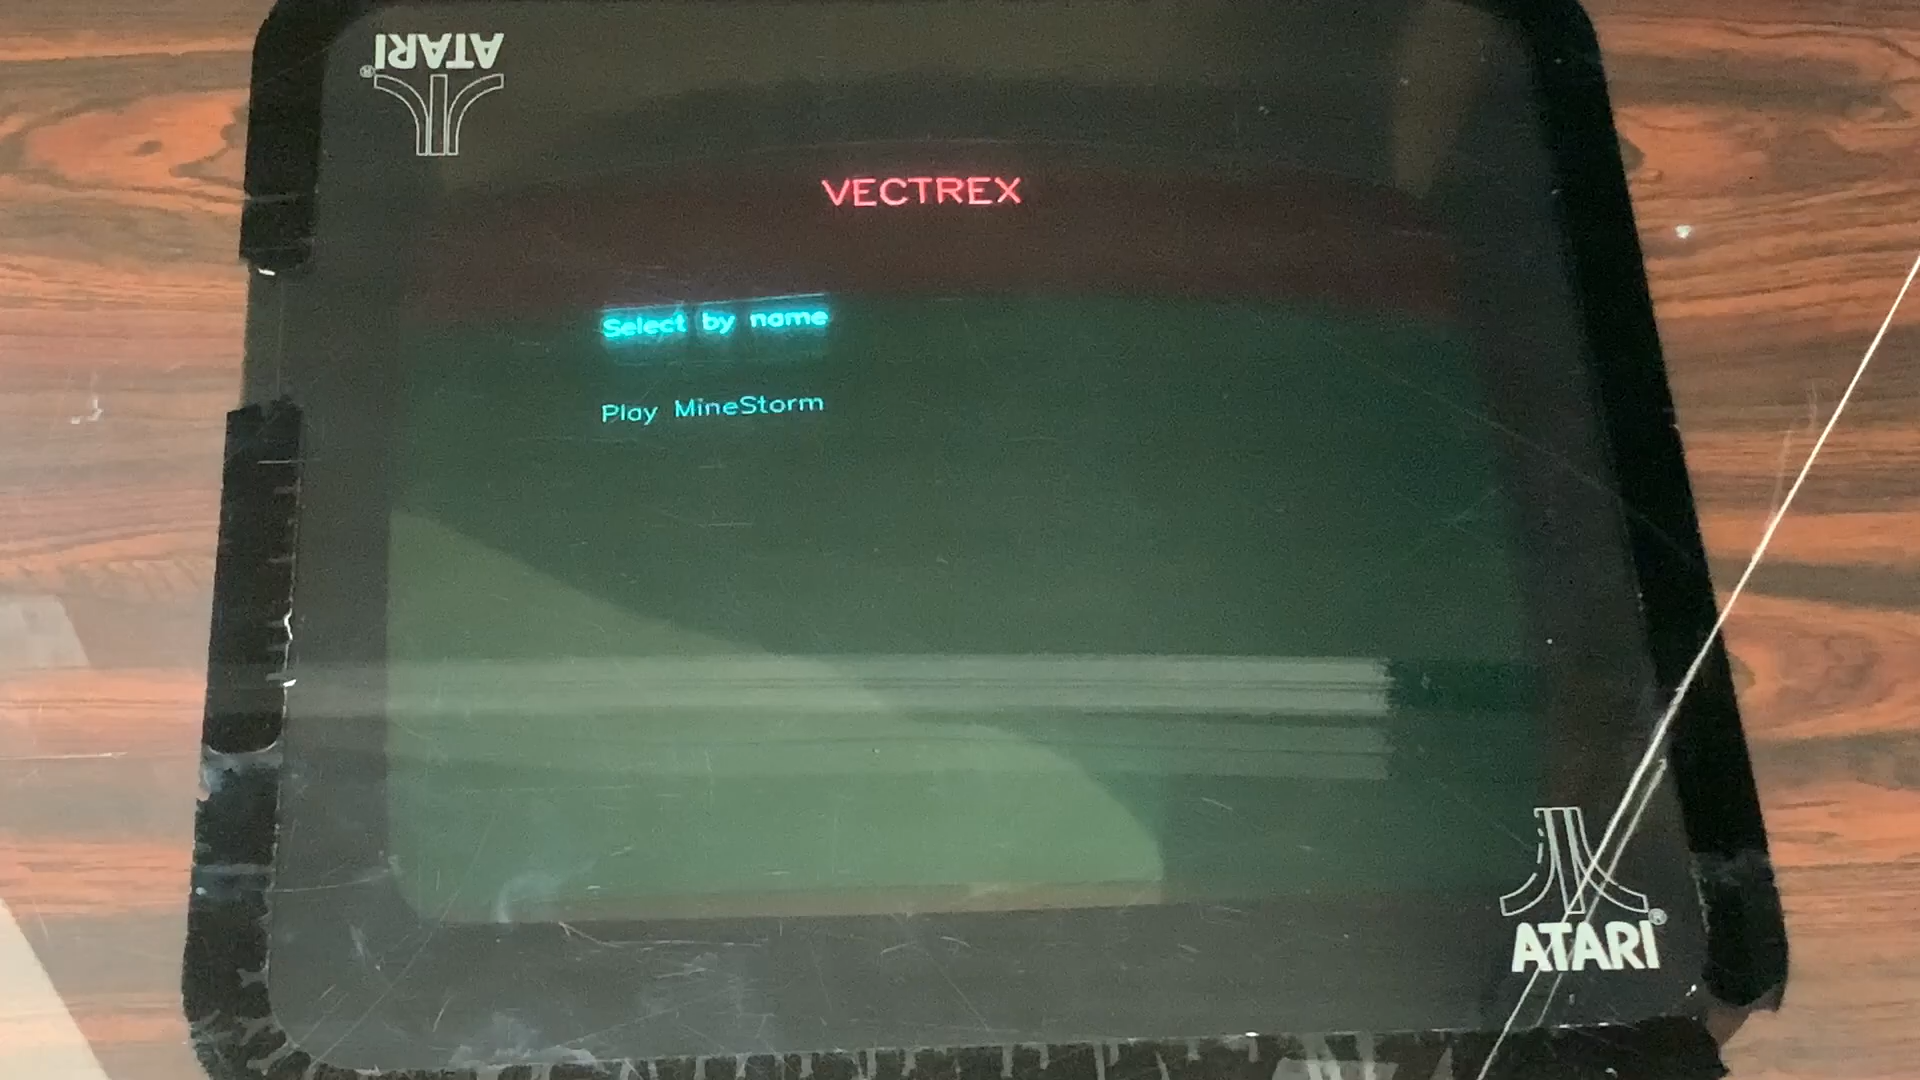 ATARI®
VECTREX
Select by name
Play MineStorm
ATARI®